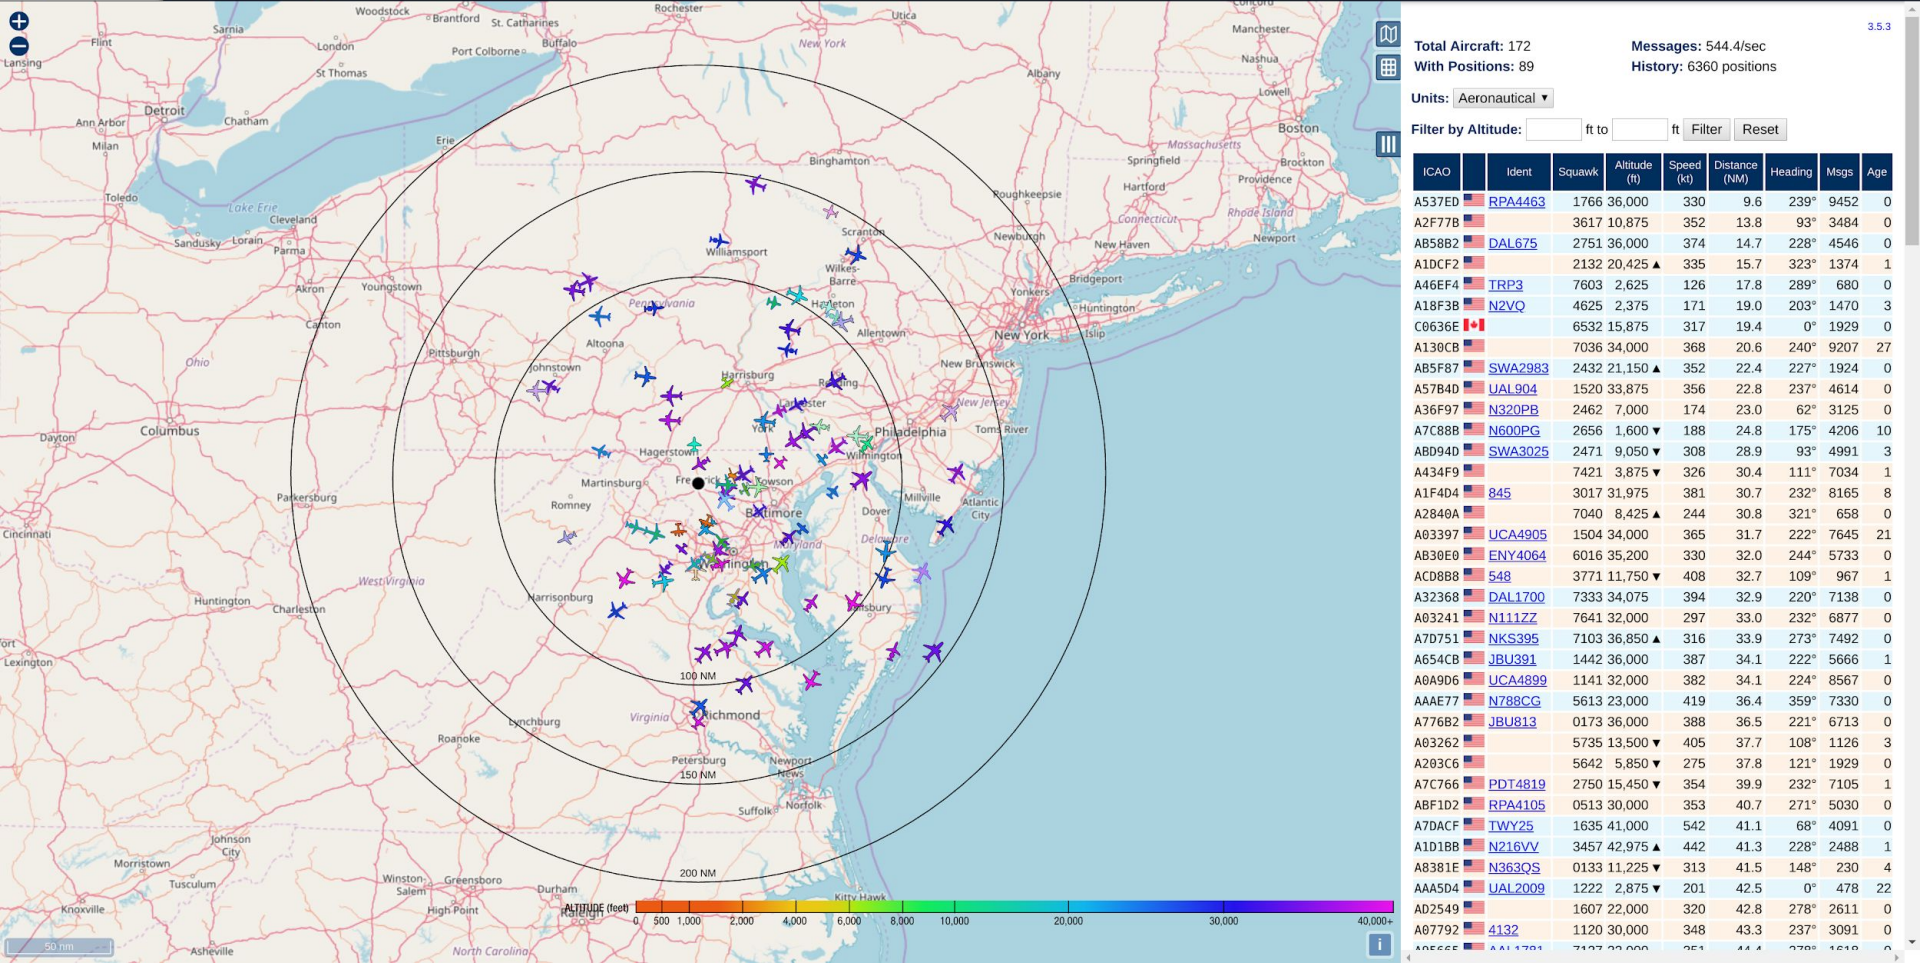 3.5.3
Total Aircraft: 172 Messages: 544.4/sec
With Positions: 89 History: 6360 positions
Units: Aeronautical ▼
Filter by Altitude: ft to ft Filter Reset
ICAO Ident Squawk Altitude (ft) Speed (kt) Distance (NM) Heading Msgs Age
A537ED RPA4463 1766 36,000 330 9.6 239° 9452 0
A2F77B 3617 10,875 352 13.8 93° 3484 0
AB58B2 DAL675 2751 36,000 374 14.7 228° 4546 0
A1DCF2 2132 20,425 ▲ 335 15.7 323° 1374 1
A46EF4 TRP3 7603 2,625 126 17.8 289° 680 0
A18F3B N2VQ 4625 2,375 171 19.0 203° 1470 3
C0636E 6532 15,875 317 19.4 0° 1929 0
A130CB 7036 34,000 368 20.6 240° 9207 27
AB5F87 SWA2983 2432 21,150 ▲ 352 22.4 227° 1924 0
A57B4D UAL904 1520 33,875 356 22.8 237° 4614 0
A36F97 N320PB 2462 7,000 174 23.0 62° 3125 0
A7C88B N600PG 2656 1,600 ▼ 188 24.8 175° 4206 10
ABD94D SWA3025 2471 9,050 ▼ 308 28.9 93° 4991 3
A434F9 7421 3,875 ▼ 326 30.4 111° 7034 1
A1F4D4 845 3017 31,975 381 30.7 232° 8165 8
A2840A 7040 8,425 ▲ 244 30.8 321° 658 0
A03397 UCA4905 1504 34,000 365 31.7 222° 7645 21
AB30E0 ENY4064 6016 35,200 330 32.0 244° 5733 0
ACD8B8 548 3771 11,750 ▼ 408 32.7 109° 967 1
A32368 DAL1700 7333 34,075 394 32.9 220° 7138 0
A03241 N111ZZ 7641 32,000 297 33.0 232° 6877 0
A7D751 NKS395 7103 36,850 ▲ 316 33.9 273° 7492 0
A654CB JBU391 1442 36,000 387 34.1 222° 5666 1
A0A9D6 UCA4899 1141 32,000 382 34.1 224° 8567 0
AAAE77 N788CG 5613 23,000 419 36.4 359° 7330 0
A776B2 JBU813 0173 36,000 388 36.5 221° 6713 0
A03262 5735 13,500 ▼ 405 37.7 108° 1126 3
A203C6 5642 5,850 ▼ 275 37.8 121° 1929 0
A7C766 PDT4819 2750 15,450 ▼ 354 39.9 232° 7105 1
ABF1D2 RPA4105 0513 30,000 353 40.7 271° 5030 0
A7DACF TWY25 1635 41,000 542 41.1 68° 4091 0
A1D1BB N216VV 3457 42,975 ▲ 442 41.3 228° 2488 1
A8381E N363QS 0133 11,225 ▼ 313 41.5 148° 230 4
AAA5D4 UAL2009 1222 2,875 ▼ 201 42.5 0° 478 22
AD2549 1607 22,000 320 42.8 278° 2611 0
A07792 4132 1120 30,000 348 43.3 237° 3091 0
Woodstock
Brantford
St. Catharines
Rochester
Utica
Sarnia
London
Port Colborne
Buffalo
New York
Manchester
Flint
Lansing
St Thomas
Nashua
Albany
Lowell
Detroit
Chatham
Ann Arbor
Milan
Boston
Erie
Massachusetts
Binghamton
Springfield
Brockton
Toledo
Poughkeepsie
Hartford
Providence
Lake Erie
Cleveland
Scranton
Connecticut
Rhode Island
Sandusky
Lorain
Parma
Williamsport
Newburgh
New Haven
Newport
Wilkes-
Barre
Akron
Youngstown
Bridgeport
Pennsylvania
Hazleton
Yonkers
Huntington
Canton
Allentown
New York
Islip
Pittsburgh
Altoona
Ohio
Johnstown
Harrisburg
Reading
New Brunswick
Lancaster
New Jersey
Columbus
Dayton
York
Philadelphia
Toms River
Hagerstown
Wilmington
Martinsburg
Towson
Parkersburg
Romney
Millville
Atlantic
City
Baltimore
Dover
Cincinnati
Maryland
Delaware
Washington
West Virginia
Huntington
Charleston
Harrisonburg
Salisbury
Lexington
100 NM
Lynchburg
Virginia
Richmond
Roanoke
Petersburg
Newport
News
150 NM
Suffolk
Norfolk
Johnson
City
Morristown
200 NM
Tusculum
Winston-
Salem
Greensboro
Durham
Kitty Hawk
Knoxville
High Point
Raleigh
ALTITUDE (feet)
0 500 1,000 2,000 4,000 6,000 8,000 10,000 20,000 30,000 40,000+
50 nm
Asheville
North Carolina
i